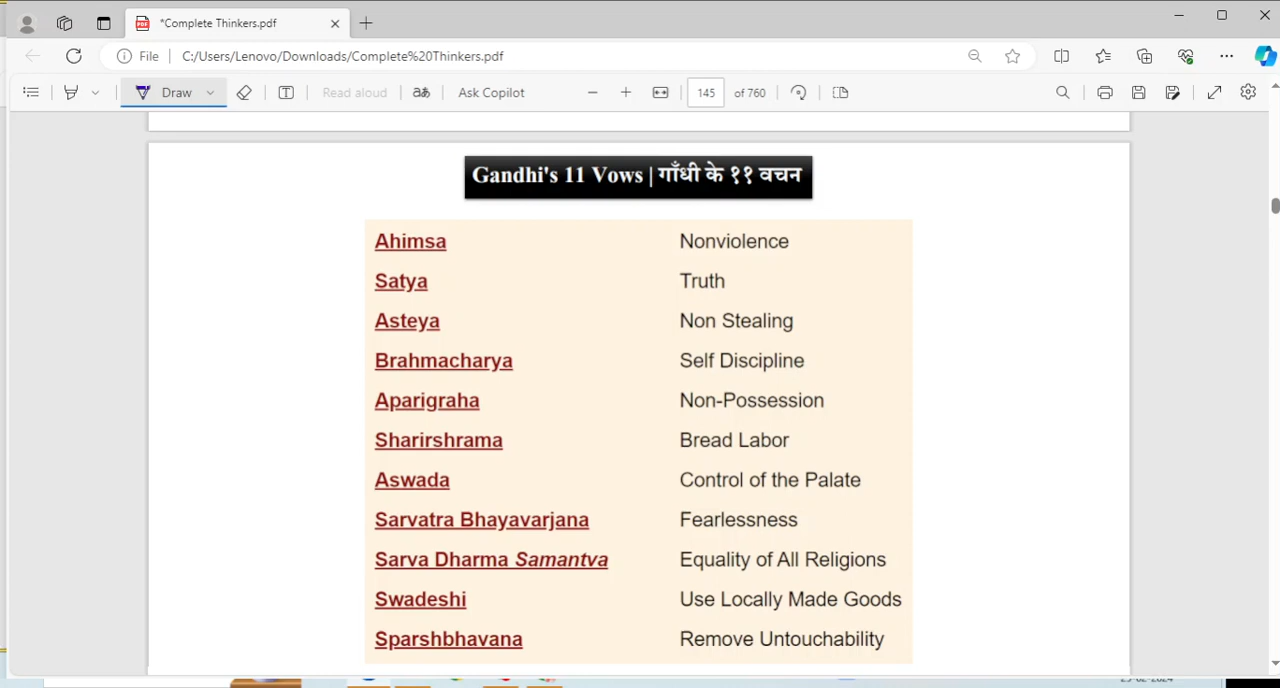 *Complete Thinkers.pdf
File C:/Users/Lenovo/Downloads/Complete%20Thinkers.pdf
Draw Read aloud aあ Ask Copilot 145 of 760
Gandhi's 11 Vows | गाँधी के ११ वचन
Ahimsa Nonviolence
Satya Truth
Asteya Non Stealing
Brahmacharya Self Discipline
Aparigraha Non-Possession
Sharirshrama Bread Labor
Aswada Control of the Palate
Sarvatra Bhayavarjana Fearlessness
Sarva Dharma Samantva Equality of All Religions
Swadeshi Use Locally Made Goods
Sparshbhavana Remove Untouchability